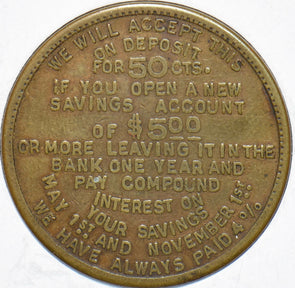 WE WILL ACCEPT THIS
ON DEPOSIT
FOR 50 CTS.
IF YOU OPEN A NEW
SAVINGS ACCOUNT
OF $5.00
OR MORE LEAVING IT IN THE
BANK ONE YEAR AND
PAY COMPOUND
INTEREST ON
YOUR SAVINGS
MAY 1ST. AND NOVEMBER 1ST.
WE HAVE ALWAYS PAID 4%